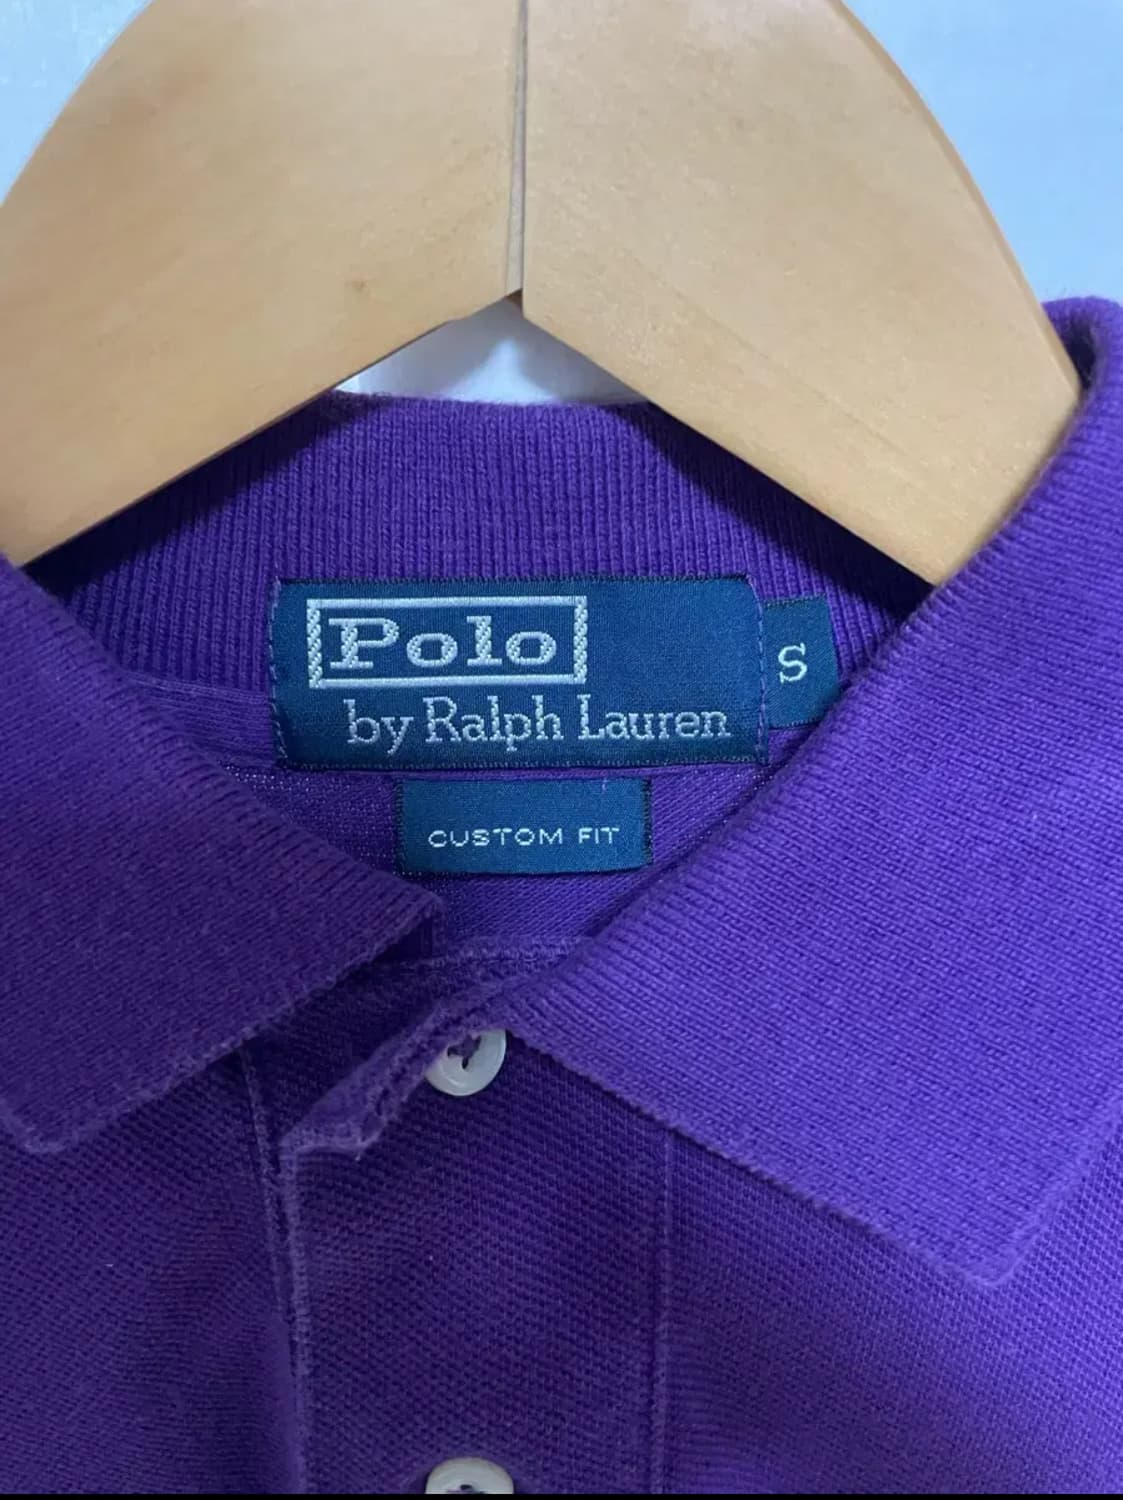 Polo
by Ralph Lauren
S
CUSTOM FIT